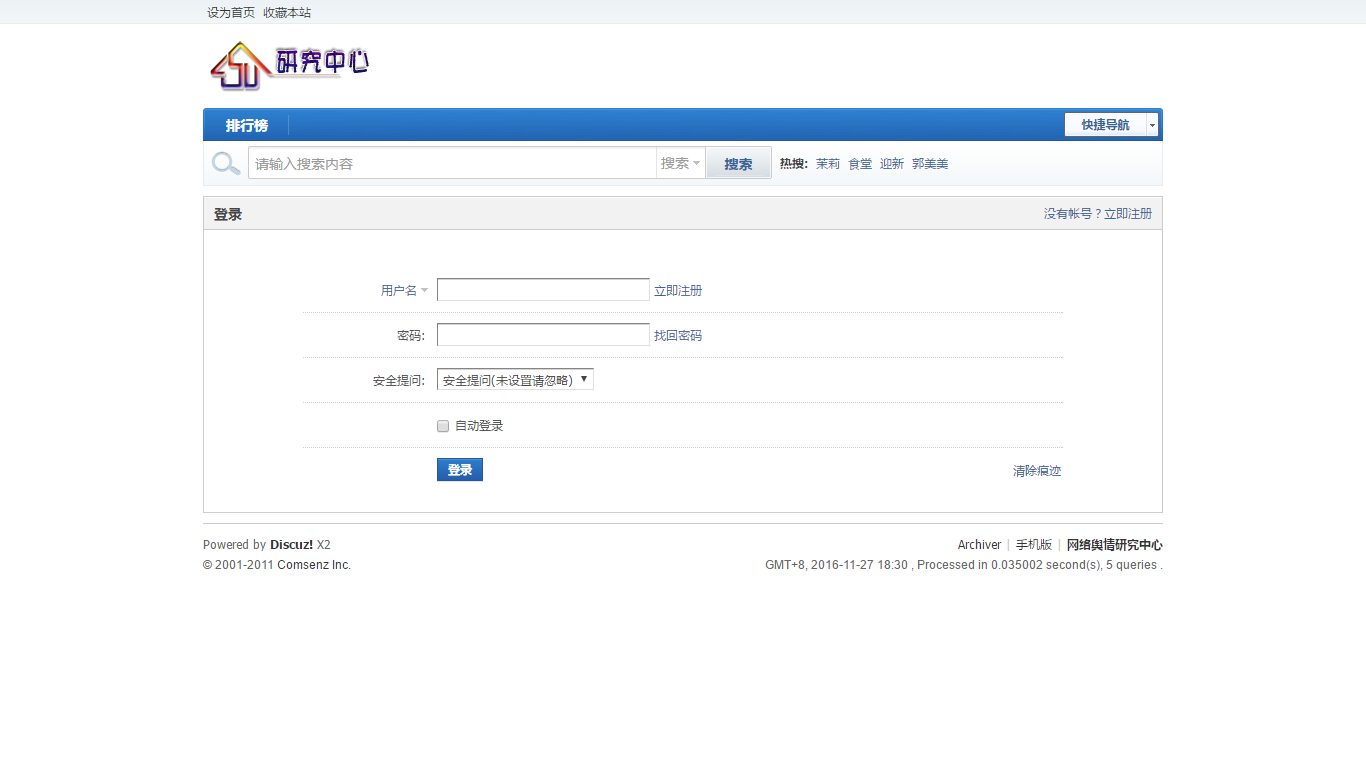 设为首页 收藏本站
研究中心
排行榜 快捷导航
请输入搜索内容 搜索 搜索 热搜: 茉莉 食堂 迎新 郭美美
登录 没有帐号？立即注册
用户名 立即注册
密码: 找回密码
安全提问: 安全提问(未设置请忽略)
自动登录
登录 清除痕迹
Powered by Discuz! X2 Archiver | 手机版 | 网络舆情研究中心
© 2001-2011 Comsenz Inc. GMT+8, 2016-11-27 18:30 , Processed in 0.035002 second(s), 5 queries .